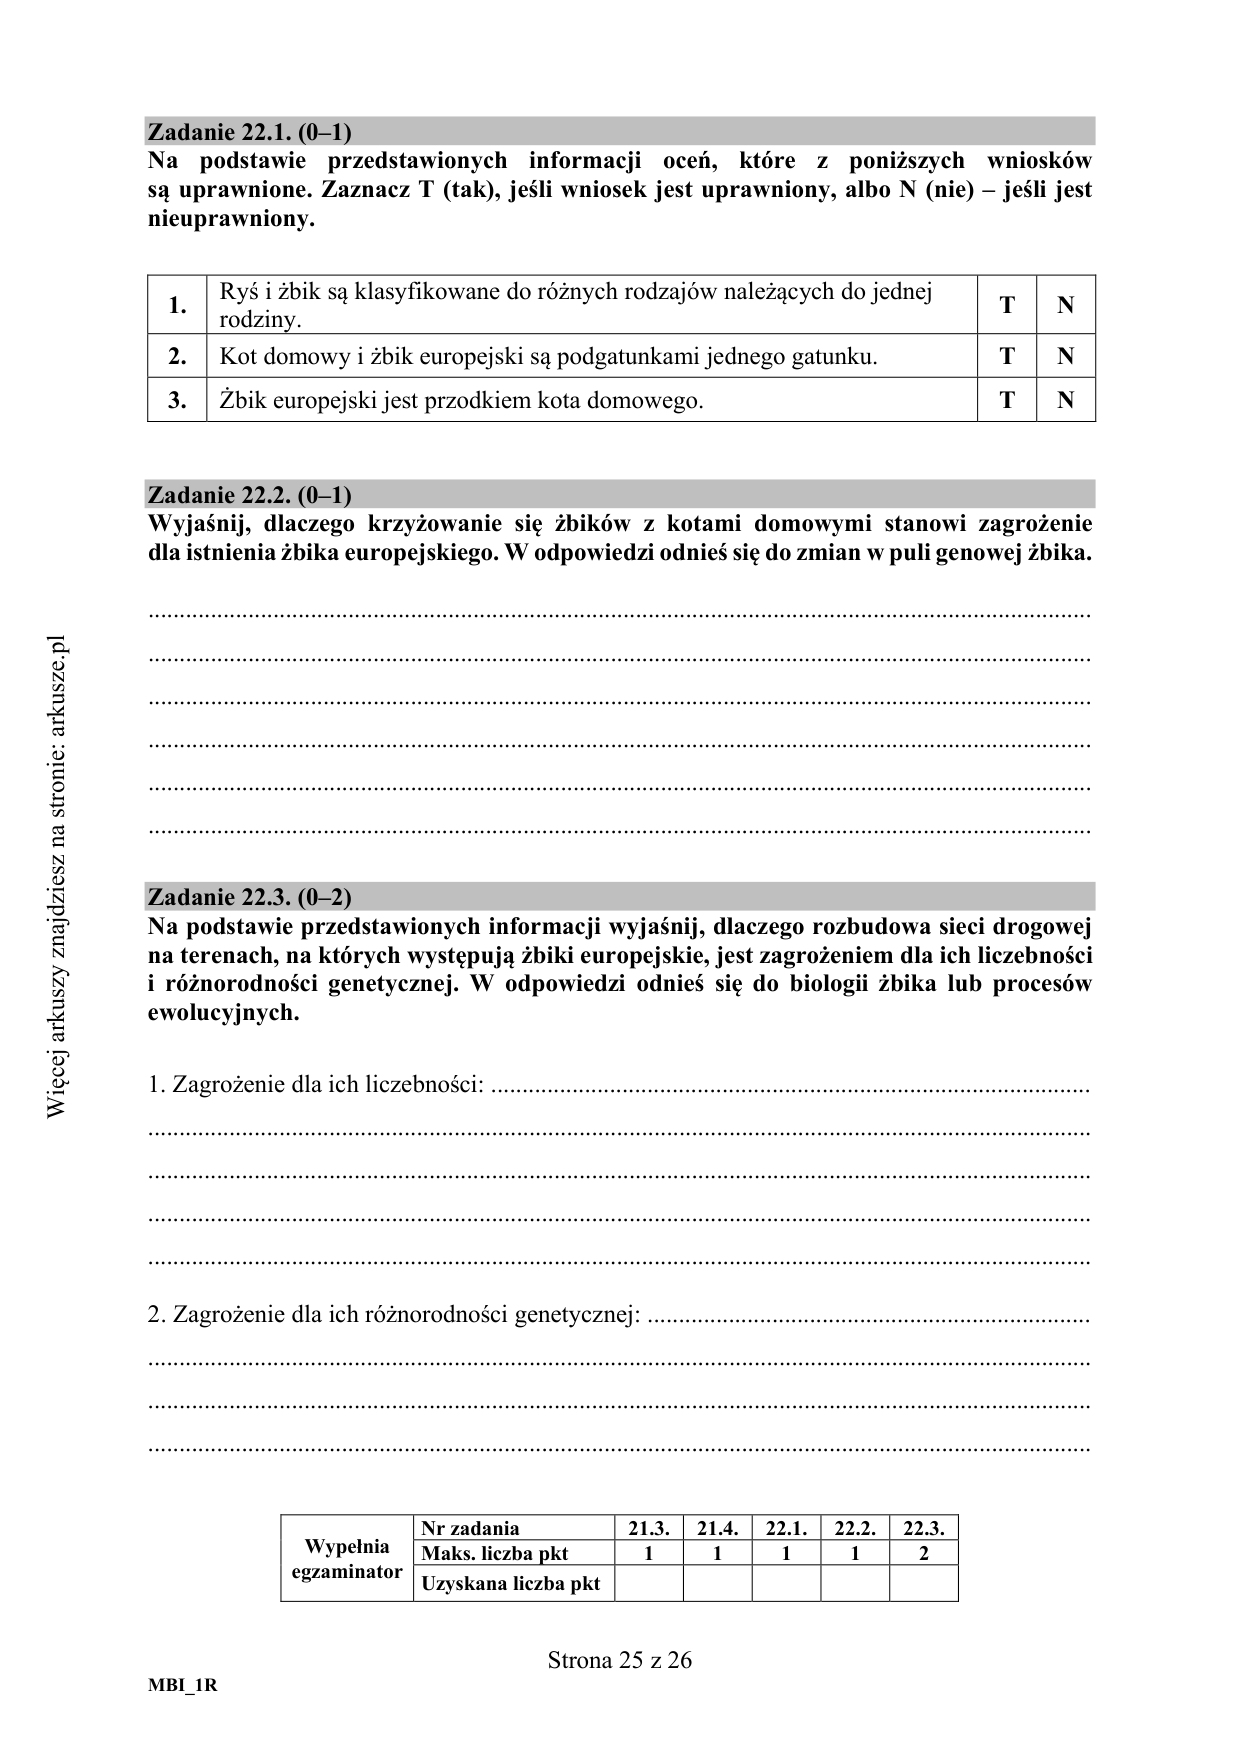 Zadanie 22.1. (0–1)
Na podstawie przedstawionych informacji oceń, które z poniższych wniosków
są uprawnione. Zaznacz T (tak), jeśli wniosek jest uprawniony, albo N (nie) – jeśli jest
nieuprawniony.
1. Ryś i żbik są klasyfikowane do różnych rodzajów należących do jednej
rodziny. T N
2. Kot domowy i żbik europejski są podgatunkami jednego gatunku. T N
3. Żbik europejski jest przodkiem kota domowego. T N
Zadanie 22.2. (0–1)
Wyjaśnij, dlaczego krzyżowanie się żbików z kotami domowymi stanowi zagrożenie
dla istnienia żbika europejskiego. W odpowiedzi odnieś się do zmian w puli genowej żbika.
Zadanie 22.3. (0–2)
Na podstawie przedstawionych informacji wyjaśnij, dlaczego rozbudowa sieci drogowej
na terenach, na których występują żbiki europejskie, jest zagrożeniem dla ich liczebności
i różnorodności genetycznej. W odpowiedzi odnieś się do biologii żbika lub procesów
ewolucyjnych.
1. Zagrożenie dla ich liczebności:
2. Zagrożenie dla ich różnorodności genetycznej:
Wypełnia
egzaminator
Nr zadania 21.3. 21.4. 22.1. 22.2. 22.3.
Maks. liczba pkt 1 1 1 1 2
Uzyskana liczba pkt
Strona 25 z 26
MBI_1R
Więcej arkuszy znajdziesz na stronie: arkusze.pl